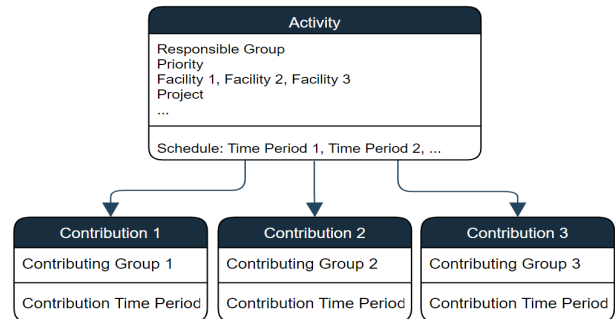 Activity
Responsible Group
Priority
Facility 1, Facility 2, Facility 3
Project
...
Schedule: Time Period 1, Time Period 2, ...
Contribution 1
Contributing Group 1
Contribution Time Period
Contribution 2
Contributing Group 2
Contribution Time Period
Contribution 3
Contributing Group 3
Contribution Time Period